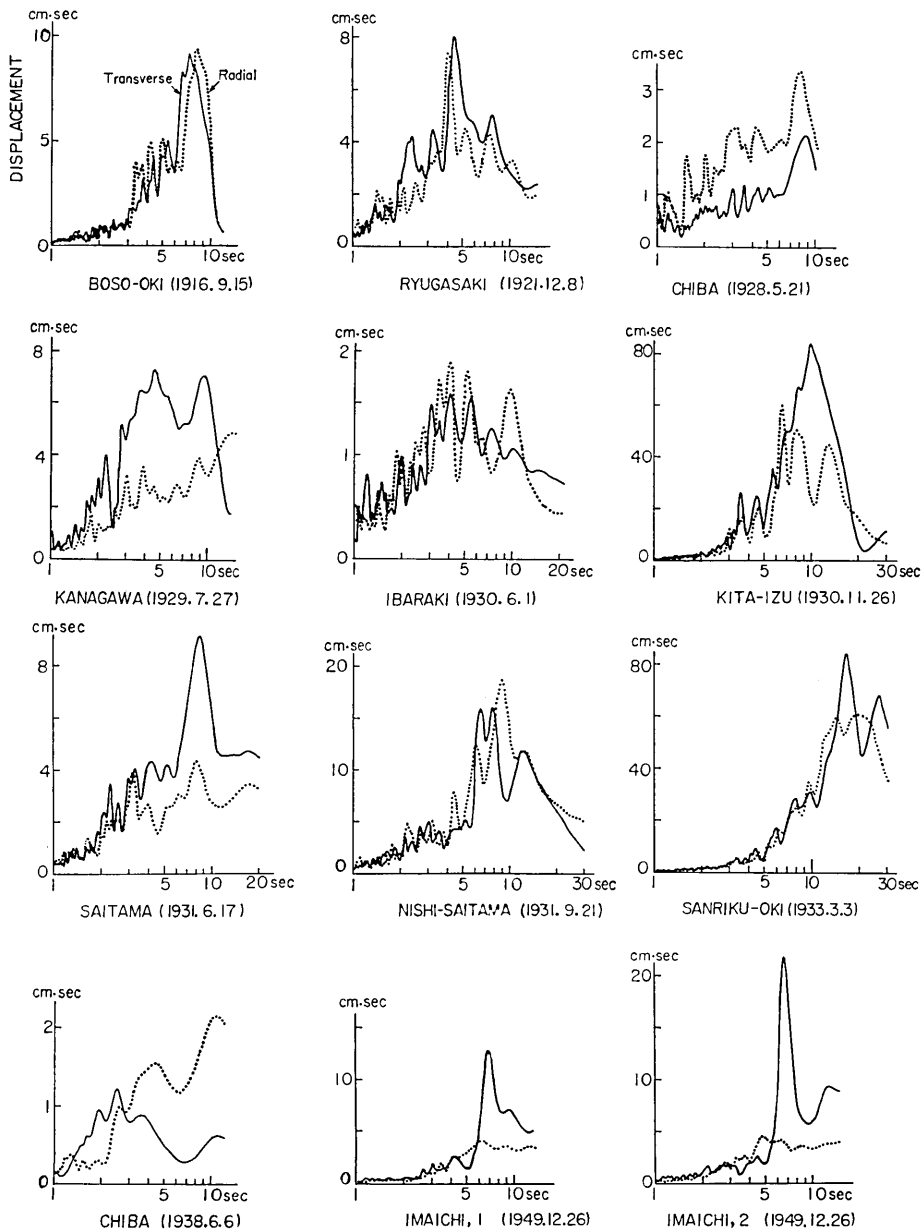 cm·sec
10
5
0
DISPLACEMENT
Transverse
Radial
1 5 10sec
BOSO-OKI (1916.9.15)
cm·sec
8
4
0
1 5 10sec
RYUGASAKI (1921.12.8)
cm·sec
3
2
1
0
1 5 10sec
CHIBA (1928.5.21)
cm·sec
8
4
0
1 5 10sec
KANAGAWA (1929.7.27)
cm·sec
2
1
0
1 5 10 20sec
IBARAKI (1930.6.1)
cm·sec
80
40
0
1 5 10 30sec
KITA-IZU (1930.11.26)
cm·sec
8
4
0
1 5 10 20sec
SAITAMA (1931.6.17)
cm·sec
20
10
0
1 5 10 30sec
NISHI-SAITAMA (1931.9.21)
cm·sec
80
40
0
1 5 10 30sec
SANRIKU-OKI (1933.3.3)
cm·sec
2
1
0
1 5 10sec
CHIBA (1938.6.6)
cm·sec
10
0
1 5 10sec
IMAICHI, 1 (1949.12.26)
cm·sec
20
10
0
1 5 10sec
IMAICHI, 2 (1949.12.26)